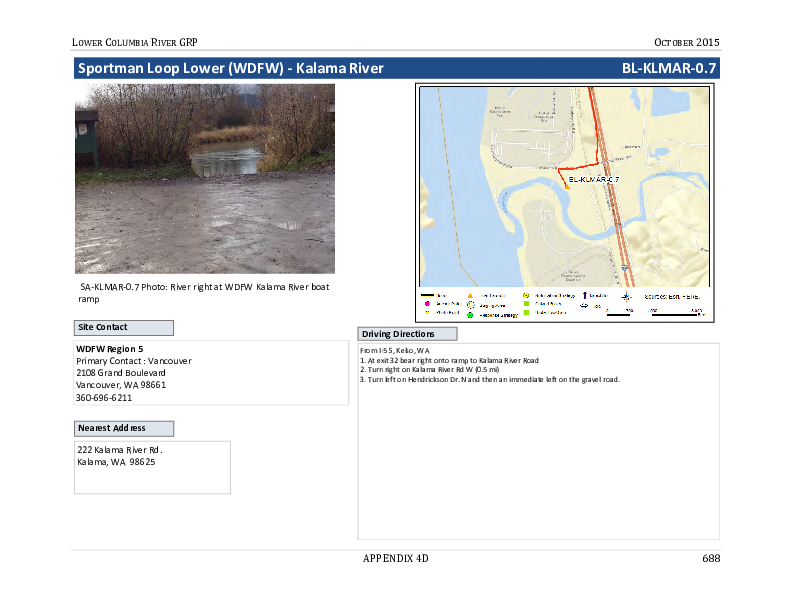 LOWER COLUMBIA RIVER GRP
OCTOBER 2015
Sportman Loop Lower (WDFW) - Kalama River
BL-KLMAR-0.7
BL-KLMAR-0.7
Sources: Esri, HERE,
SA-KLMAR-0.7 Photo: River right at WDFW Kalama River boat
ramp
Site Contact
WDFW Region 5
Primary Contact : Vancouver
2108 Grand Boulevard
Vancouver, WA 98661
360-696-6211
Nearest Address
222 Kalama River Rd.
Kalama, WA 98625
Driving Directions
From I-5 S, Kelso, WA
1. At exit 32 bear right onto ramp to Kalama River Road
2. Turn right on Kalama River Rd W (0.5 mi)
3. Turn left on Hendrickson Dr. N and then an immediate left on the gravel road.
APPENDIX 4D
688